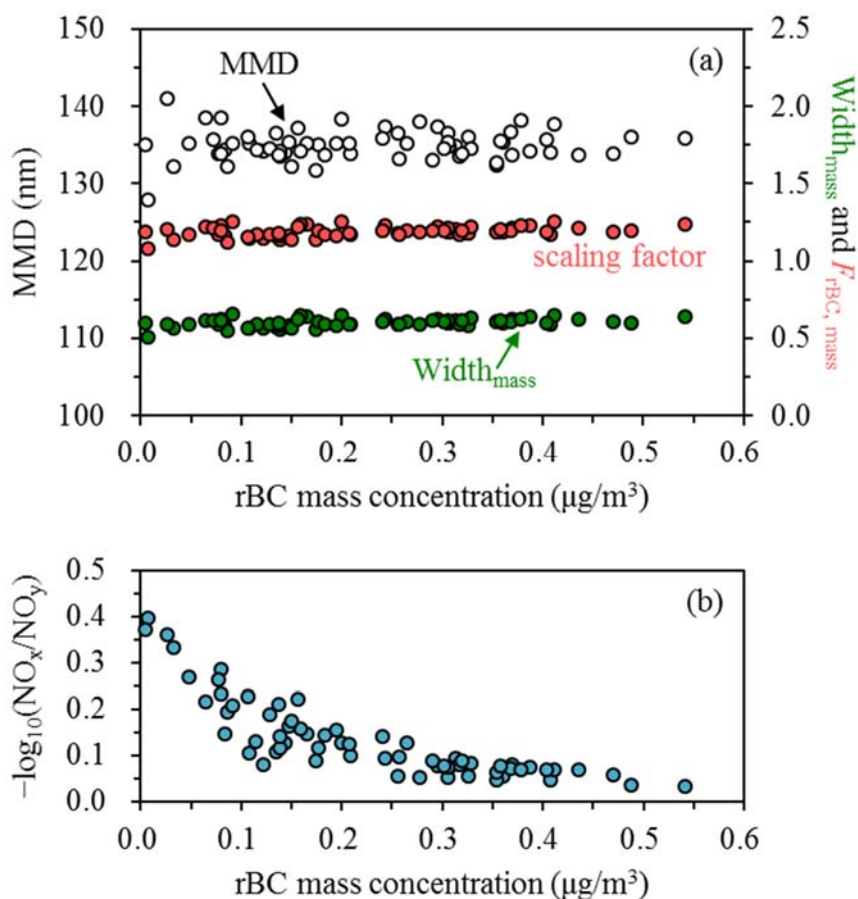 (a)
MMD
scaling factor
Width_mass
150
140
130
120
110
100
MMD (nm)
2.5
2.0
1.5
1.0
0.5
0.0
Width_mass and F_rBC, mass
0.0 0.1 0.2 0.3 0.4 0.5 0.6
rBC mass concentration (μg/m³)
(b)
0.5
0.4
0.3
0.2
0.1
0.0
−log₁₀(NOₓ/NO_y)
0.0 0.1 0.2 0.3 0.4 0.5 0.6
rBC mass concentration (μg/m³)